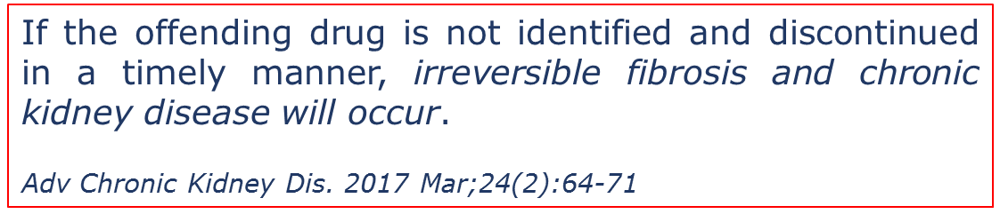 If the offending drug is not identified and discontinued
in a timely manner, irreversible fibrosis and chronic
kidney disease will occur.
Adv Chronic Kidney Dis. 2017 Mar;24(2):64-71